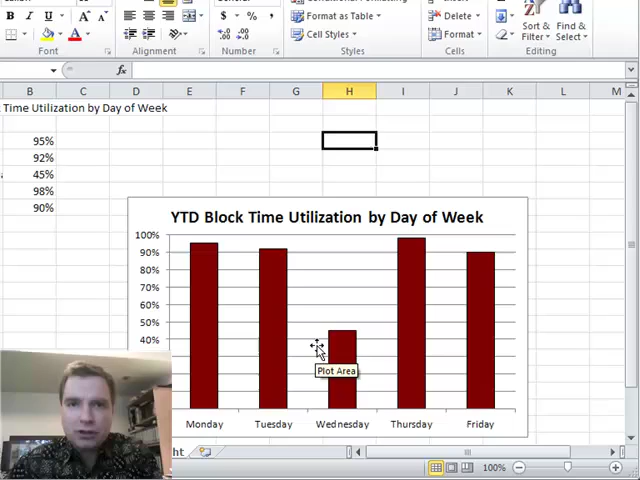 $ % ,
Format as Table
Cell Styles
Delete
Format
Sort &
Filter
Find &
Select
Font
Alignment
Number
Styles
Cells
Editing
fx
B C D E F G H I J K L M
Time Utilization by Day of Week
95%
92%
45%
98%
90%
YTD Block Time Utilization by Day of Week
100%
90%
80%
70%
60%
50%
40%
Plot Area
Monday Tuesday Wednesday Thursday Friday
100%